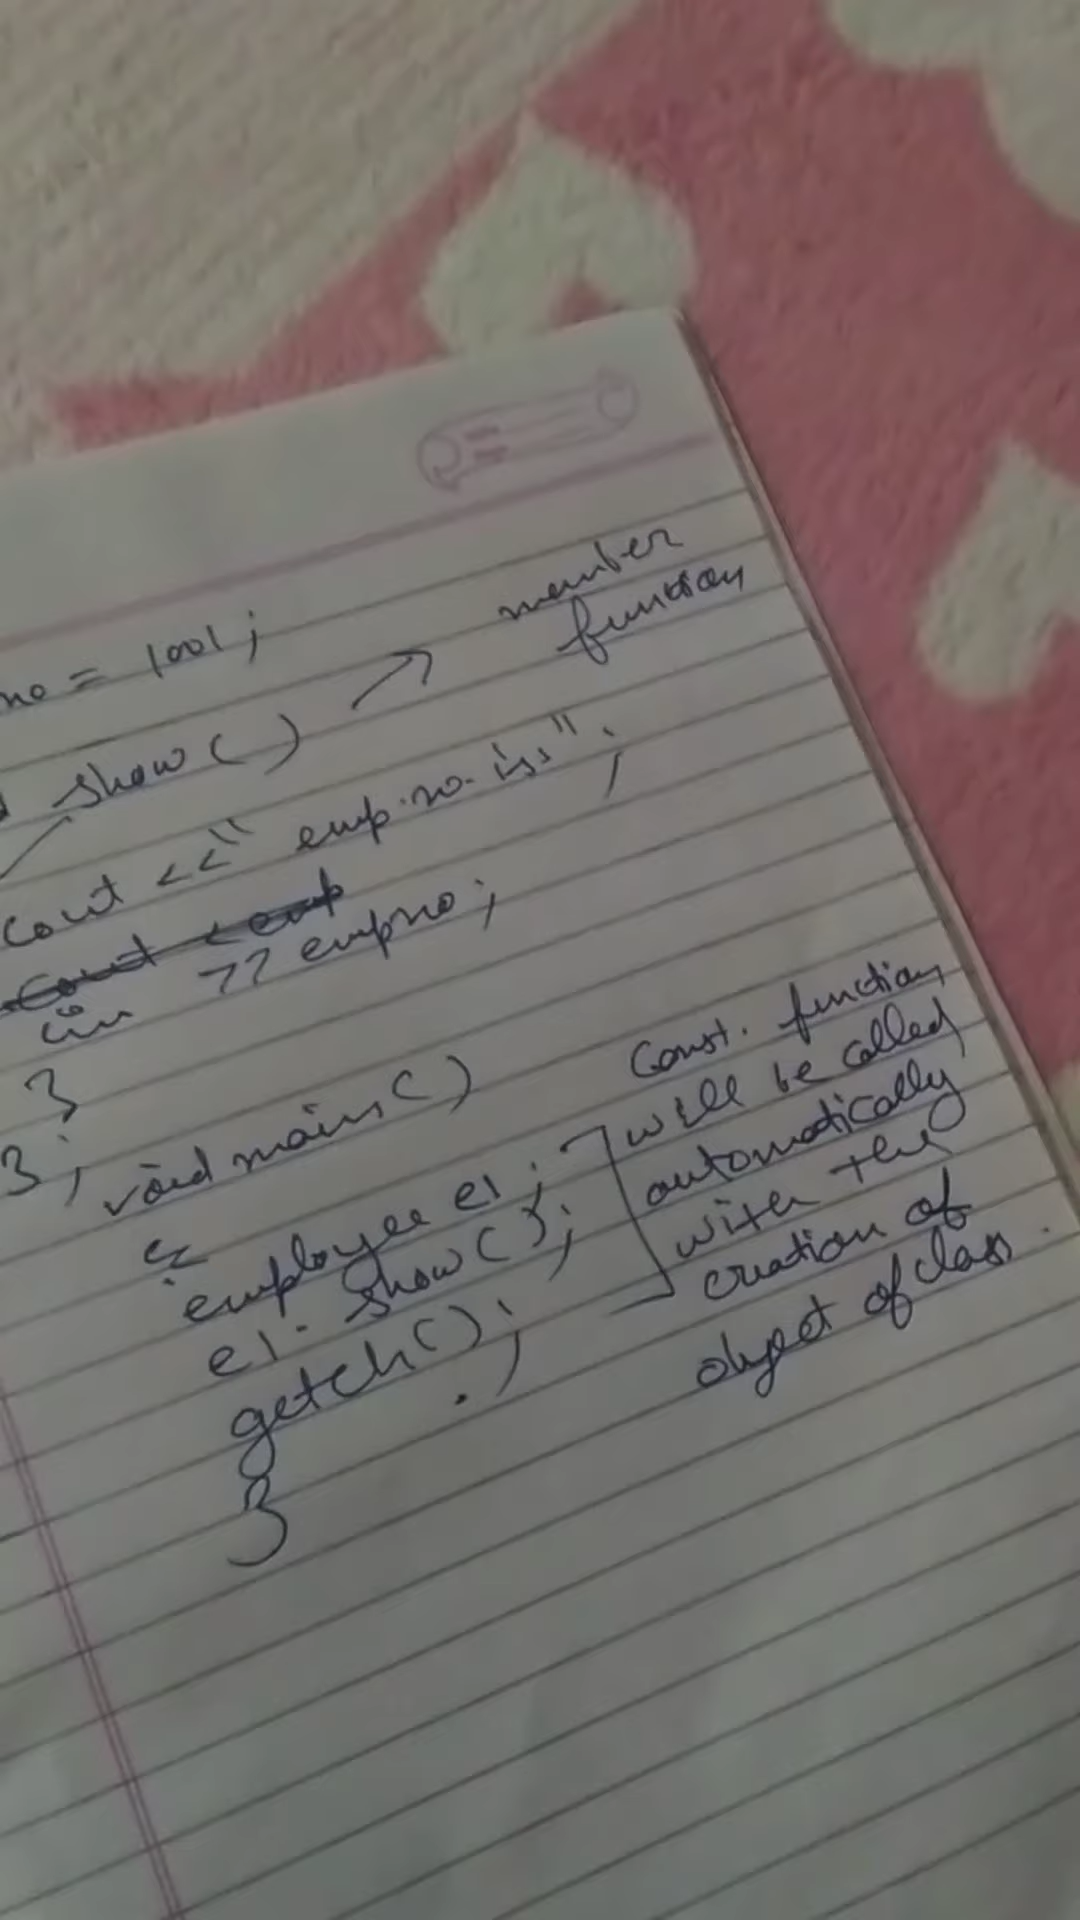 no = 1001;
show( )
member
function
cout << " emp.no. is: " ;
cin >> empno;
}
};
void main( )
{
employee e1;
e1. show( );
getch( );
}
Const. function
will be called
automatically
with the
creation of
object of class.